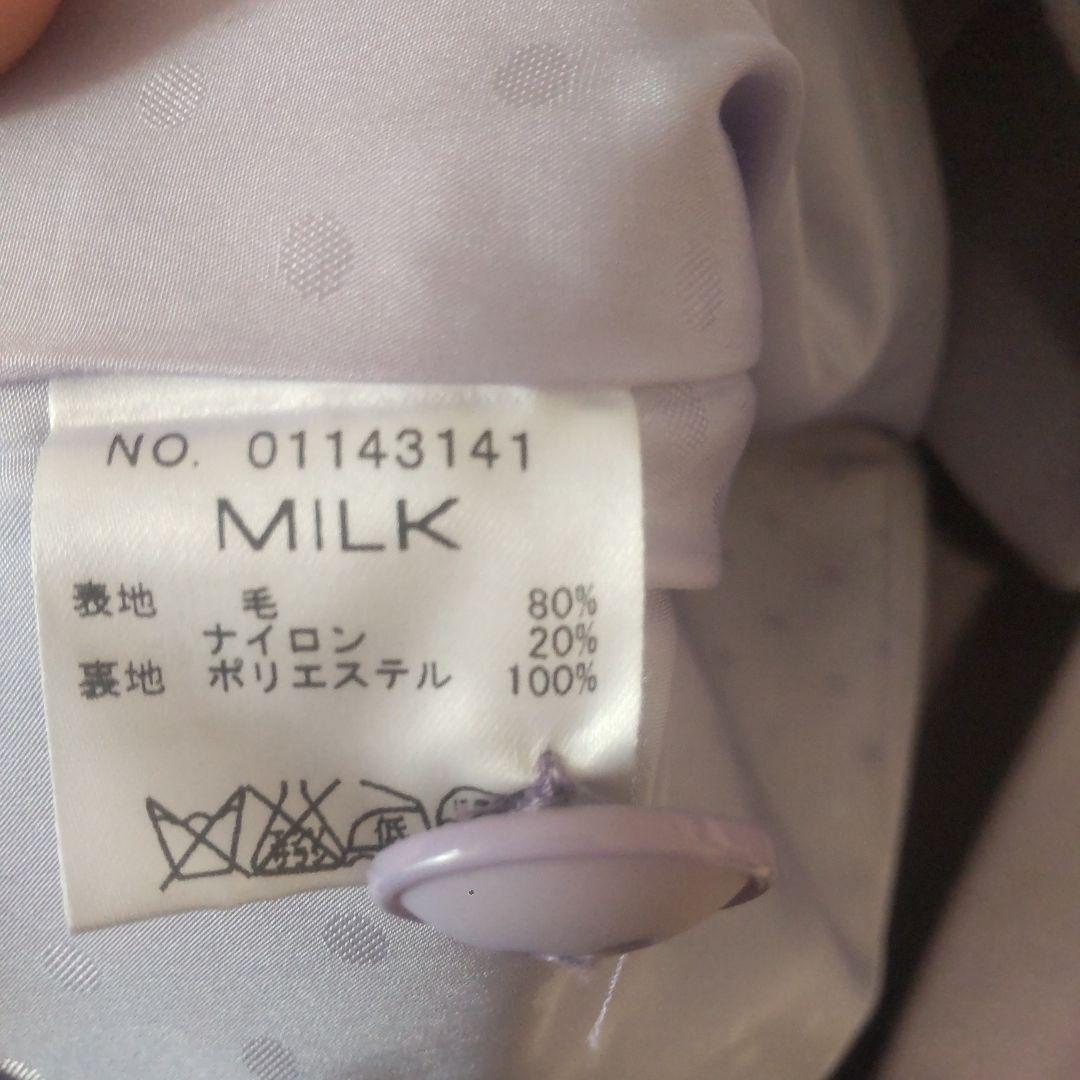 NO. 01143141
MILK
表地 毛 80%
ナイロン 20%
裏地 ポリエステル 100%
低